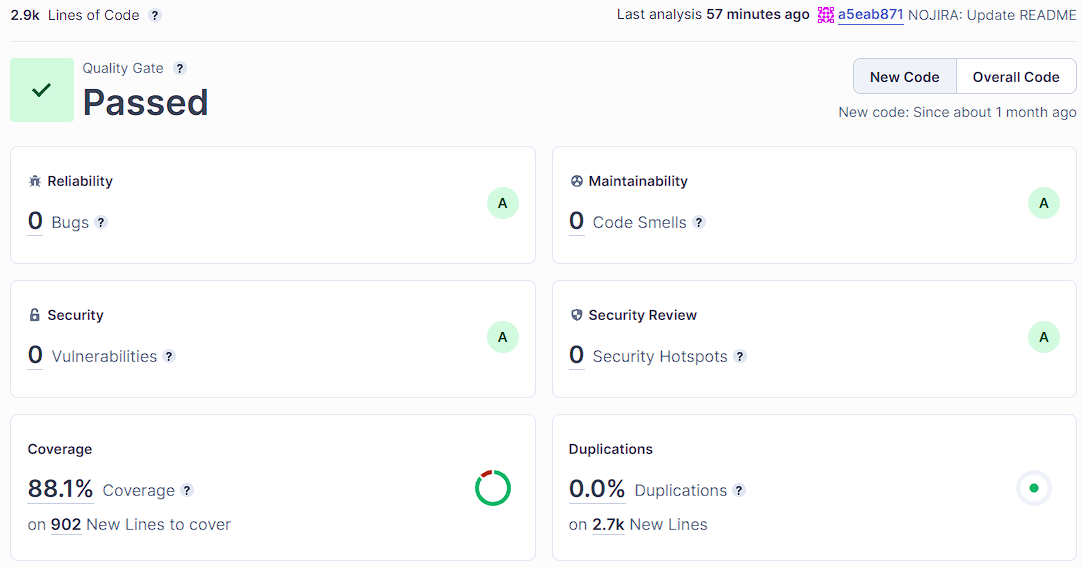 2.9k Lines of Code ?
Last analysis 57 minutes ago a5eab871 NOJIRA: Update README
Quality Gate ?
Passed
New Code Overall Code
New code: Since about 1 month ago
Reliability
0 Bugs ?
A
Maintainability
0 Code Smells ?
A
Security
0 Vulnerabilities ?
A
Security Review
0 Security Hotspots ?
A
Coverage
88.1% Coverage ?
on 902 New Lines to cover
Duplications
0.0% Duplications ?
on 2.7k New Lines